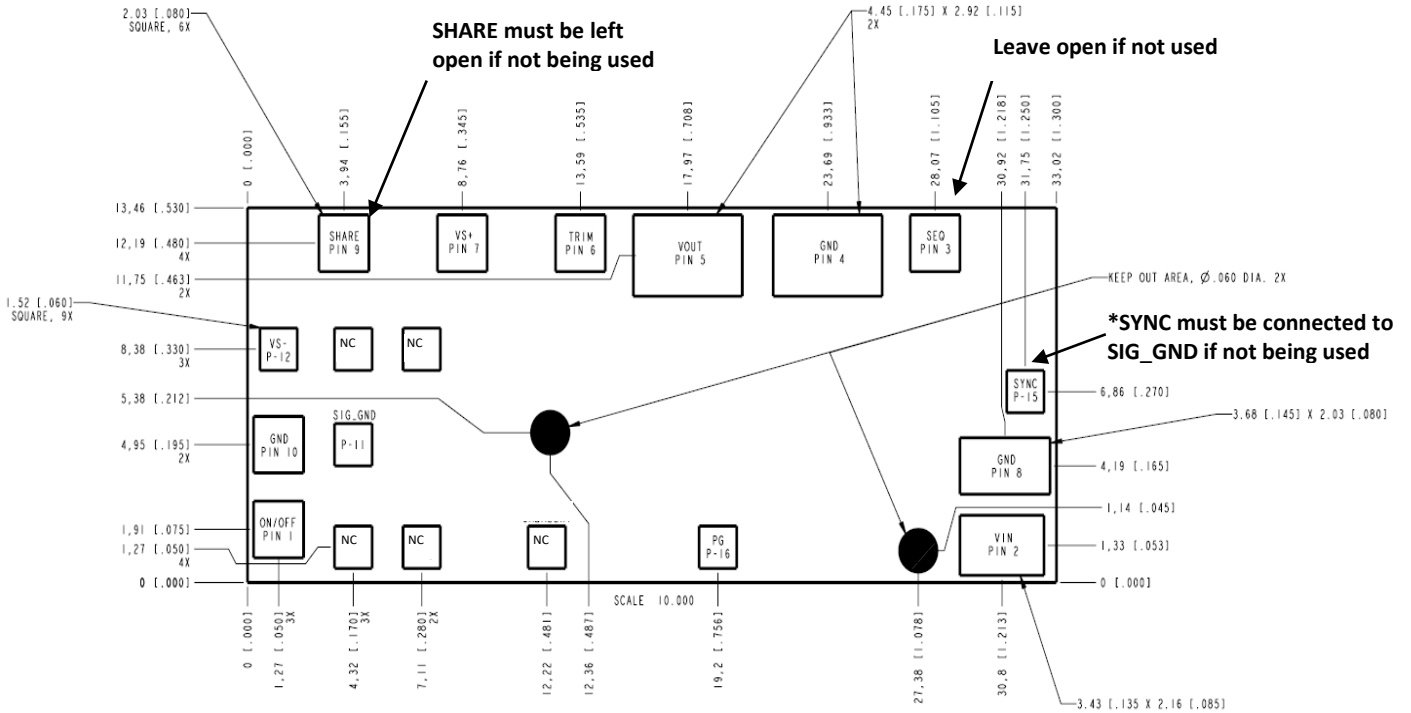 2.03 [.080]
SQUARE, 6X
SHARE must be left
open if not being used
4.45 [.175] X 2.92 [.115]
2X
Leave open if not used
0 [.000]
3,94 [.155]
8,76 [.345]
13,59 [.535]
17,97 [.708]
23,69 [.933]
28,07 [1.105]
30,92 [1.218]
31,75 [1.250]
33,02 [1.300]
13,46 [.530]
12,19 [.480]
4X
11,75 [.463]
2X
SHARE
PIN 9
VS+
PIN 7
TRIM
PIN 6
VOUT
PIN 5
GND
PIN 4
SEQ
PIN 3
KEEP OUT AREA, Ø.060 DIA. 2X
1.52 [.060]
SQUARE, 9X
*SYNC must be connected to
SIG_GND if not being used
8,38 [.330]
3X
VS-
P-12
NC
NC
SYNC
P-15
6,86 [.270]
5,38 [.212]
3.68 [.145] X 2.03 [.080]
SIG_GND
P-11
4,95 [.195]
2X
GND
PIN 10
GND
PIN 8
4,19 [.165]
1,14 [.045]
1,91 [.075]
1,27 [.050]
4X
ON/OFF
PIN 1
NC
NC
NC
PG
P-16
VIN
PIN 2
1,33 [.053]
0 [.000]
0 [.000]
SCALE 10.000
0 [.000]
1,27 [.050]
3X
4,32 [.170]
3X
7,11 [.280]
2X
12,22 [.481]
12,36 [.487]
19,2 [.756]
27,38 [1.078]
30,8 [1.213]
3.43 [.135 X 2.16 [.085]